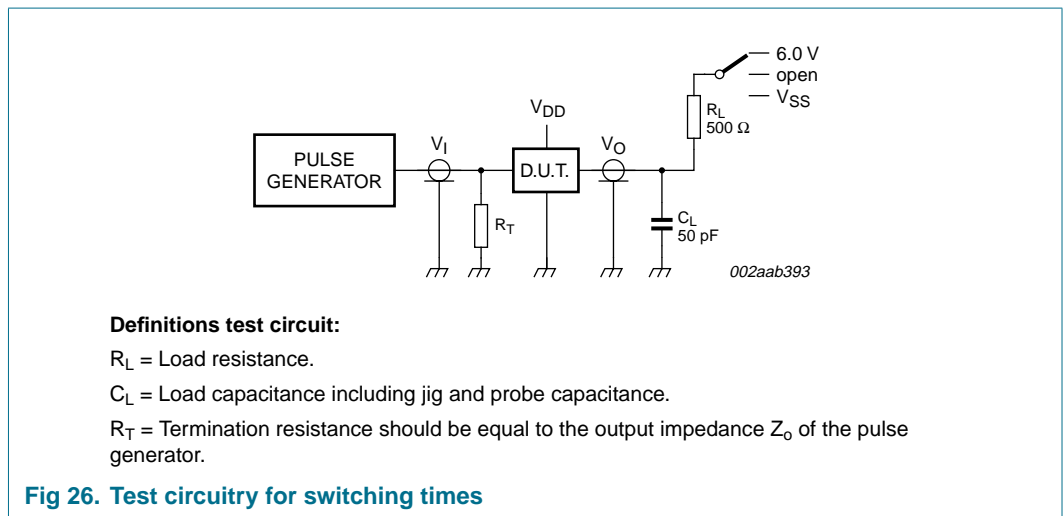 6.0 V
open
VSS
RL
500 Ω
VDD
VI
VO
PULSE
GENERATOR
D.U.T.
RT
CL
50 pF
002aab393
Definitions test circuit:
RL = Load resistance.
CL = Load capacitance including jig and probe capacitance.
RT = Termination resistance should be equal to the output impedance Zo of the pulse
generator.
Fig 26. Test circuitry for switching times